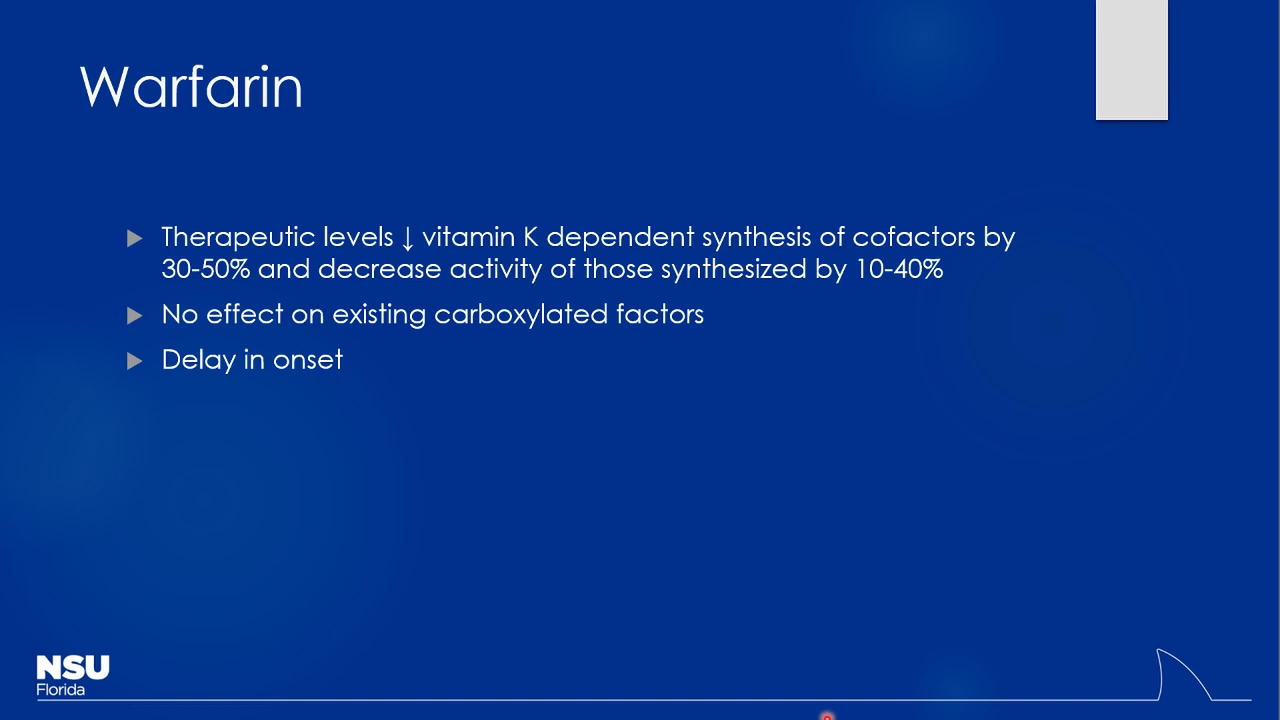 Warfarin
Therapeutic levels ↓ vitamin K dependent synthesis of cofactors by
30-50% and decrease activity of those synthesized by 10-40%
No effect on existing carboxylated factors
Delay in onset
NSU
Florida